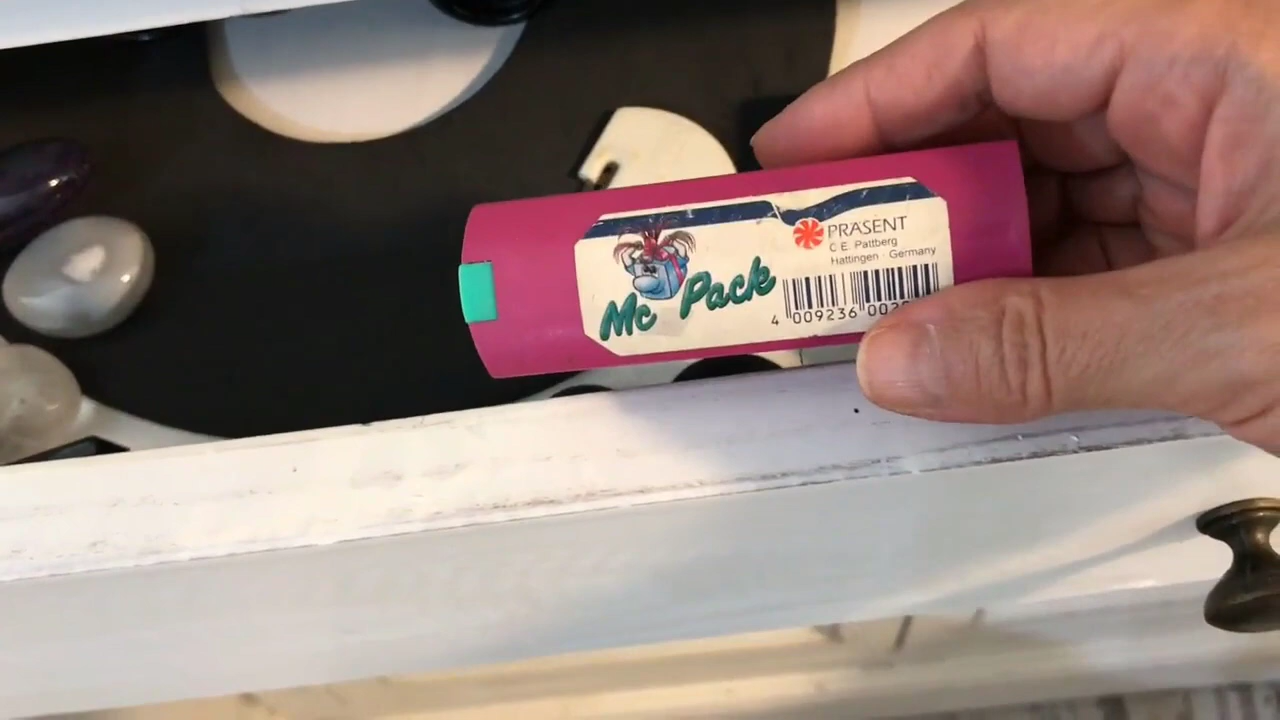 Mc Pack
PRÄSENT
C. E. Pattberg
Hattingen · Germany
4 009236 00